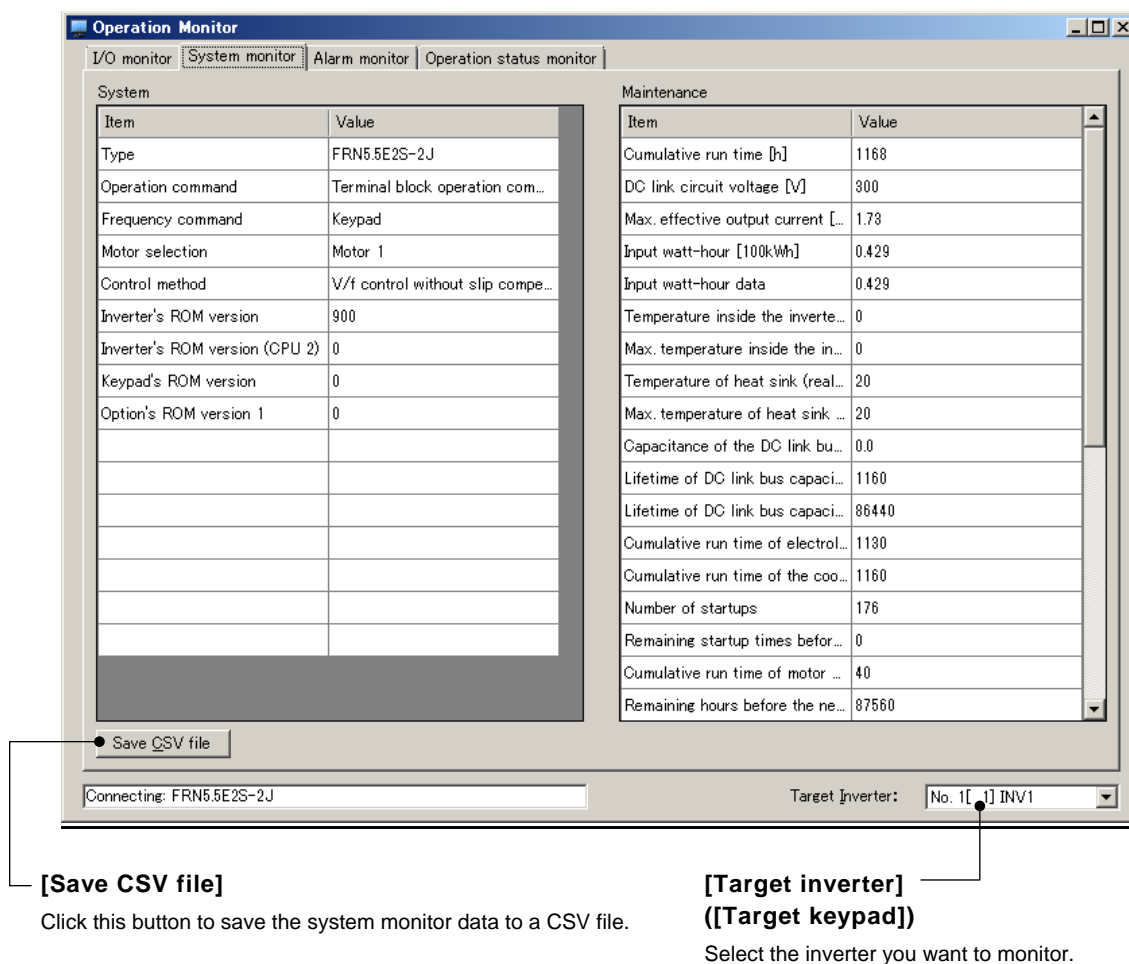 Operation Monitor
I/O monitor System monitor Alarm monitor Operation status monitor
System
Item Value
Type FRN5.5E2S-2J
Operation command Terminal block operation com...
Frequency command Keypad
Motor selection Motor 1
Control method V/f control without slip compe...
Inverter's ROM version 900
Inverter's ROM version (CPU 2) 0
Keypad's ROM version 0
Option's ROM version 1 0
Maintenance
Item Value
Cumulative run time [h] 1168
DC link circuit voltage [V] 300
Max. effective output current [... 1.73
Input watt-hour [100kWh] 0.429
Input watt-hour data 0.429
Temperature inside the inverte... 0
Max. temperature inside the in... 0
Temperature of heat sink (real... 20
Max. temperature of heat sink ... 20
Capacitance of the DC link bu... 0.0
Lifetime of DC link bus capaci... 1160
Lifetime of DC link bus capaci... 86440
Cumulative run time of electrol... 1130
Cumulative run time of the coo... 1160
Number of startups 176
Remaining startup times befor... 0
Cumulative run time of motor ... 40
Remaining hours before the ne... 87560
Save CSV file
Connecting: FRN5.5E2S-2J
Target Inverter: No. 1[ 1] INV1
[Save CSV file]
Click this button to save the system monitor data to a CSV file.
[Target inverter]
([Target keypad])
Select the inverter you want to monitor.